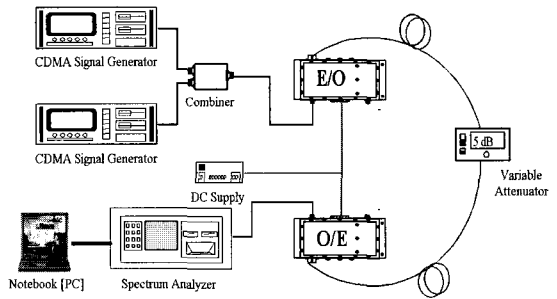 CDMA Signal Generator
Combiner
E/O
CDMA Signal Generator
5 dB
DC Supply
Variable
Attenuator
O/E
Notebook [PC]
Spectrum Analyzer